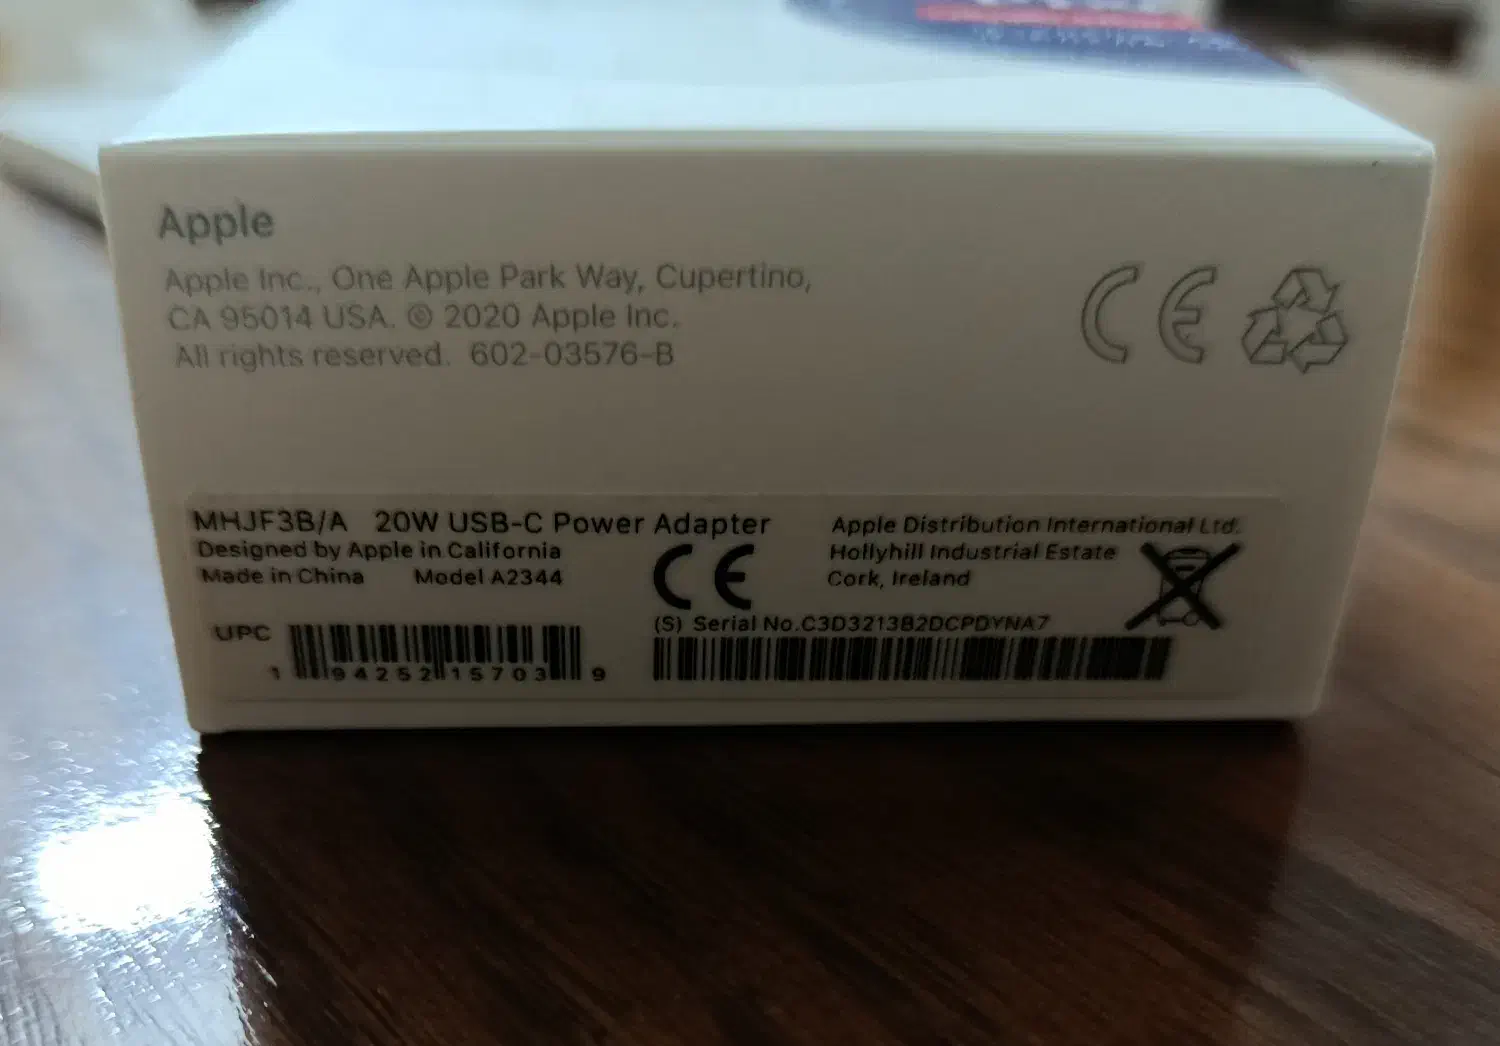 Apple
Apple Inc., One Apple Park Way, Cupertino,
CA 95014 USA. © 2020 Apple Inc.
All rights reserved. 602-03576-B
MHJF3B/A 20W USB-C Power Adapter
Designed by Apple in California
Made in China Model A2344
Apple Distribution International Ltd.
Hollyhill Industrial Estate
Cork, Ireland
CE
UPC
1 94252 15703 9
(S) Serial No.C3D3213B2DCPDYNA7